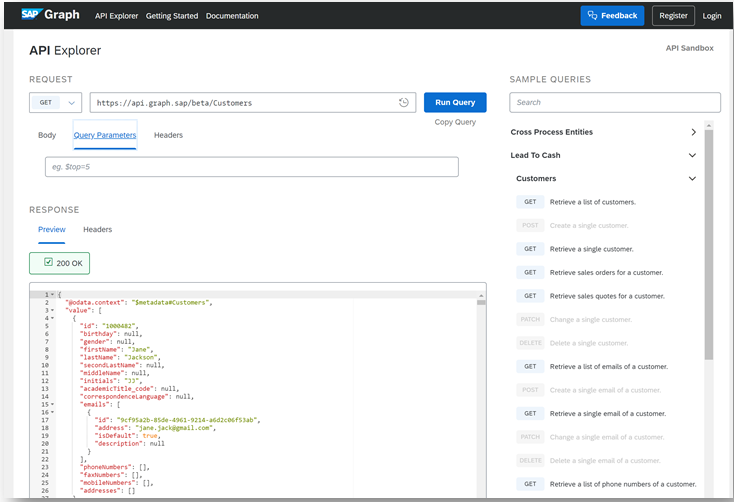 SAP Graph API Explorer Getting Started Documentation Feedback Register Login
API Explorer
API Sandbox
REQUEST
GET https://api.graph.sap/beta/Customers Run Query
Copy Query
Body Query Parameters Headers
eg. $top=5
RESPONSE
Preview Headers
200 OK
1 {
2 "@odata.context": "$metadata#Customers",
3 "value": [
4 {
5 "id": "1000482",
6 "birthday": null,
7 "gender": null,
8 "firstName": "Jane",
9 "lastName": "Jackson",
10 "secondLastName": null,
11 "middleName": null,
12 "initials": "JJ",
13 "academicTitle_code": null,
14 "correspondenceLanguage": null,
15 "emails": [
16 {
17 "id": "9cf95a2b-85de-4961-9214-a6d2c06f53ab",
18 "address": "jane.jack@gmail.com",
19 "isDefault": true,
20 "description": null
21 }
22 ],
23 "phoneNumbers": [],
24 "faxNumbers": [],
25 "mobileNumbers": [],
26 "addresses": []
SAMPLE QUERIES
Search
Cross Process Entities
Lead To Cash
Customers
GET Retrieve a list of customers.
POST Create a single customer.
GET Retrieve a single customer.
GET Retrieve sales orders for a customer.
GET Retrieve sales quotes for a customer.
PATCH Change a single customer.
DELETE Delete a single customer.
GET Retrieve a list of emails of a customer.
POST Create a single email of a customer.
GET Retrieve a single email of a customer.
PATCH Change a single email of a customer.
DELETE Delete a single email of a customer.
GET Retrieve a list of phone numbers of a customer.